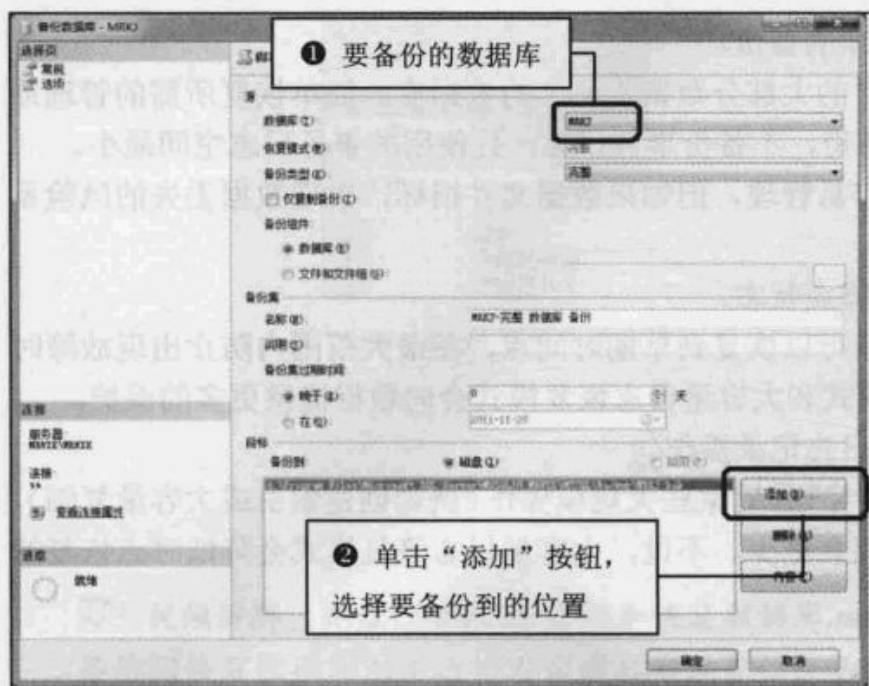 备份数据库 - MRKJ
选择页
常规
选项
❶ 要备份的数据库
源
数据库(T):
MRKJ
恢复模式(M):
完整
备份类型(K):
完整
仅复制备份(Y)
备份组件:
数据库(B)
文件和文件组(G):
备份集
名称(N):
MRKJ-完整 数据库 备份
说明(S):
备份集过期时间:
晚于(E)
0
天
在(O):
2011-11-29
目标
备份到:
磁盘(I)
连接
服务器:
连接:
sa
查看连接属性
进度
就绪
添加(D)...
删除(R)
内容(C)
❷ 单击“添加”按钮，
选择要备份到的位置
确定
取消